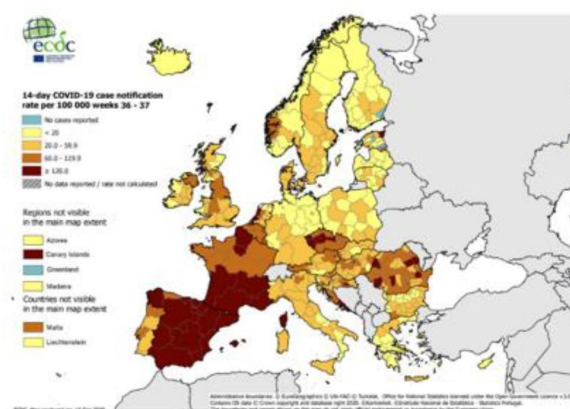 ecdc
14-day COVID-19 case notification
rate per 100 000 weeks 36 - 37
No cases reported
< 20
20.0 - 59.9
60.0 - 119.9
≥ 120.0
No data reported / rate not calculated
Regions not visible
in the main map extent
Azores
Canary Islands
Greenland
Madeira
Countries not visible
in the main map extent
Malta
Liechtenstein